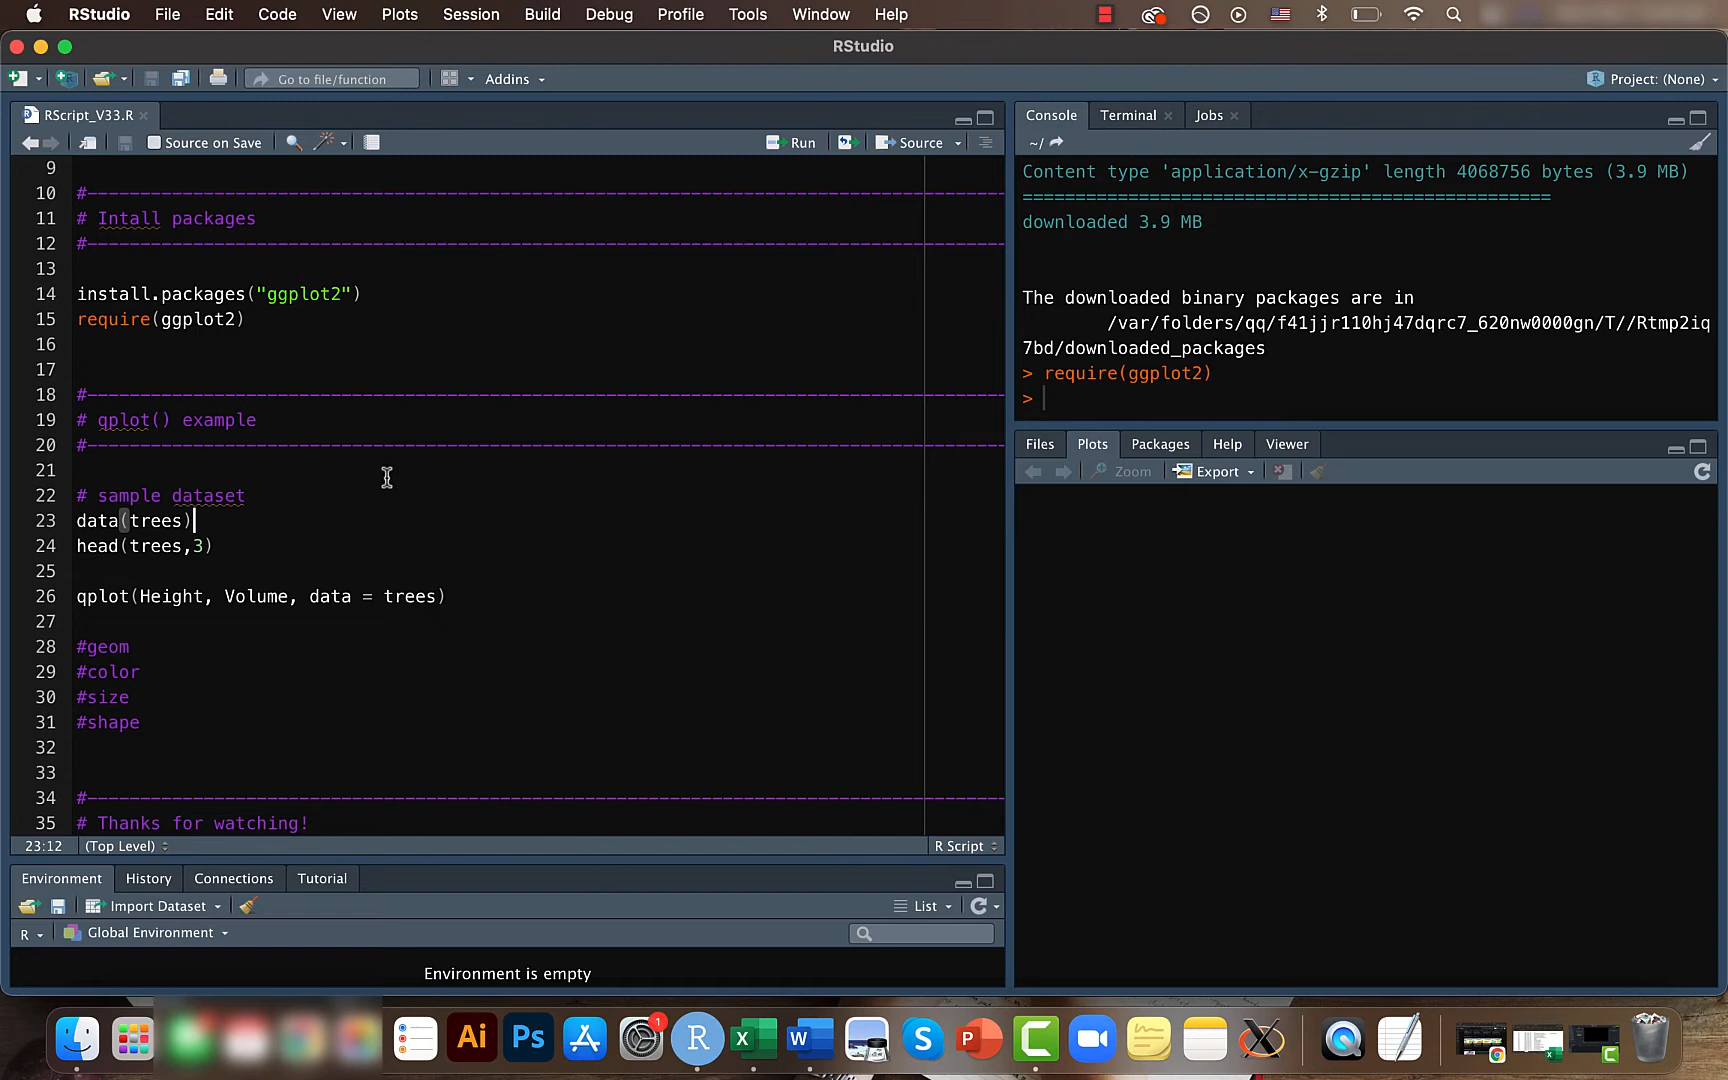 RStudio File Edit Code View Plots Session Build Debug Profile Tools Window Help
RStudio
Go to file/function Addins Project: (None)
RScript_V33.R
Source on Save Run Source
9
10 #----------------------------------------------------------------------------------------
11 # Intall packages
12 #----------------------------------------------------------------------------------------
13
14 install.packages("ggplot2")
15 require(ggplot2)
16
17
18 #----------------------------------------------------------------------------------------
19 # qplot() example
20 #----------------------------------------------------------------------------------------
21
22 # sample dataset
23 data(trees)
24 head(trees,3)
25
26 qplot(Height, Volume, data = trees)
27
28 #geom
29 #color
30 #size
31 #shape
32
33
34 #----------------------------------------------------------------------------------------
35 # Thanks for watching!
23:12 (Top Level) R Script
Environment History Connections Tutorial
Import Dataset List
R Global Environment
Environment is empty
Console Terminal Jobs
~/
Content type 'application/x-gzip' length 4068756 bytes (3.9 MB)
==================================================
downloaded 3.9 MB
The downloaded binary packages are in
/var/folders/qq/f41jjr110hj47dqrc7_620nw0000gn/T//Rtmp2iq
7bd/downloaded_packages
> require(ggplot2)
>
Files Plots Packages Help Viewer
Zoom Export
Ai Ps 1 R X W S P X